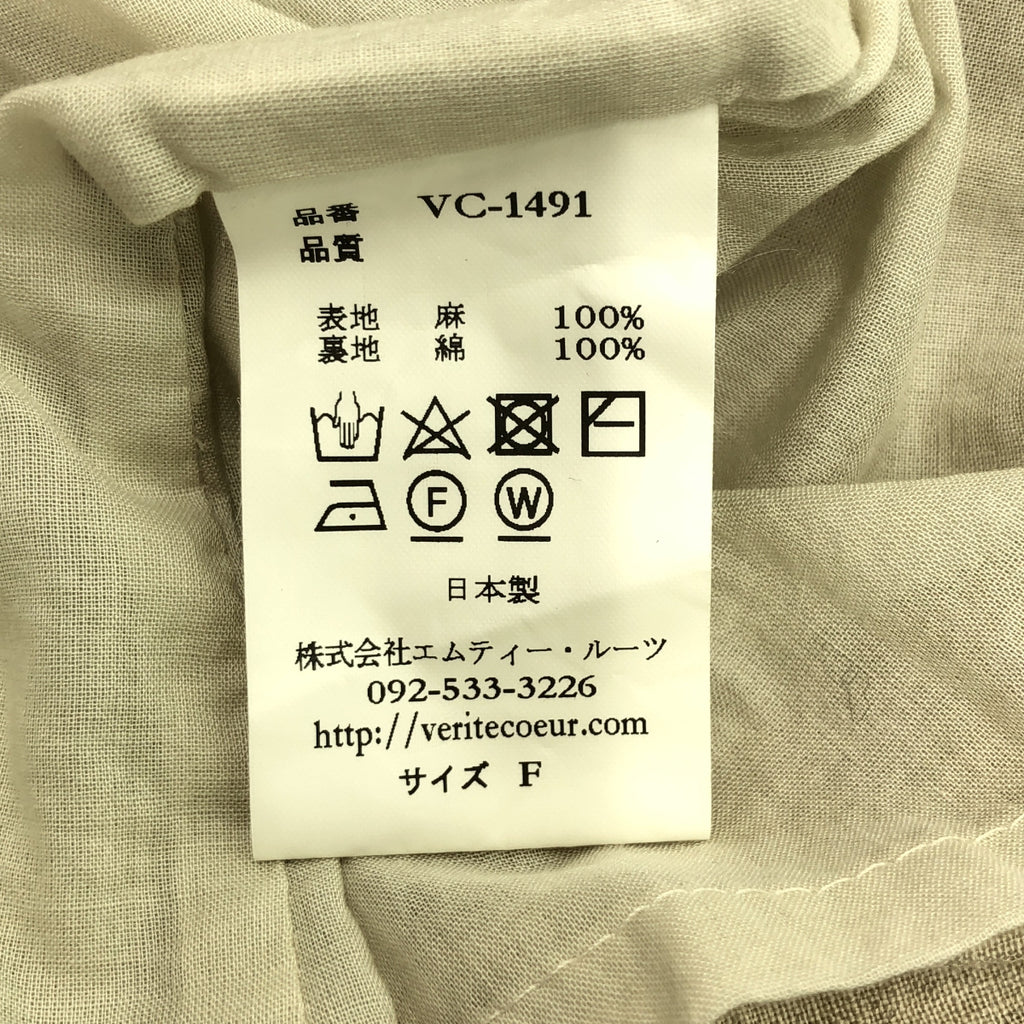 品番 VC-1491
品質
表地 麻 100%
裏地 綿 100%
F W
日本製
株式会社エムティー・ルーツ
092-533-3226
http://veritecoeur.com
サイズ F